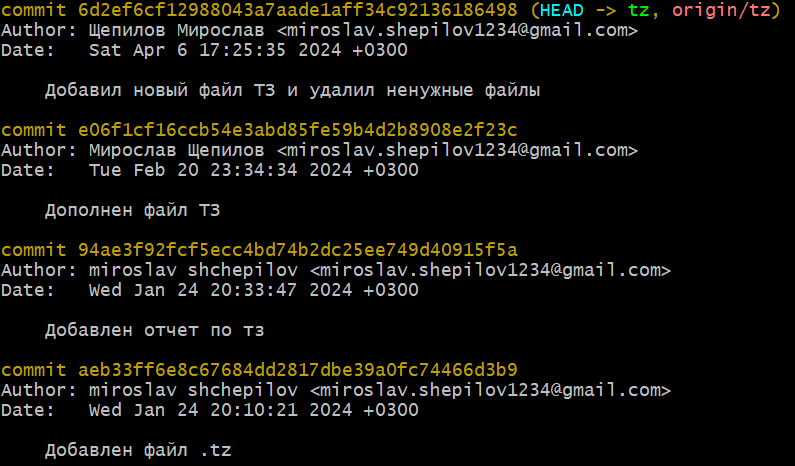 commit 6d2ef6cf12988043a7aade1aff34c92136186498 (HEAD -> tz, origin/tz)
Author: Щепилов Мирослав <miroslav.shepilov1234@gmail.com>
Date:   Sat Apr 6 17:25:35 2024 +0300
Добавил новый файл ТЗ и удалил ненужные файлы
commit e06f1cf16ccb54e3abd85fe59b4d2b8908e2f23c
Author: Мирослав Щепилов <miroslav.shepilov1234@gmail.com>
Date:   Tue Feb 20 23:34:34 2024 +0300
Дополнен файл ТЗ
commit 94ae3f92fcf5ecc4bd74b2dc25ee749d40915f5a
Author: miroslav shchepilov <miroslav.shepilov1234@gmail.com>
Date:   Wed Jan 24 20:33:47 2024 +0300
Добавлен отчет по тз
commit aeb33ff6e8c67684dd2817dbe39a0fc74466d3b9
Author: miroslav shchepilov <miroslav.shepilov1234@gmail.com>
Date:   Wed Jan 24 20:10:21 2024 +0300
Добавлен файл .tz